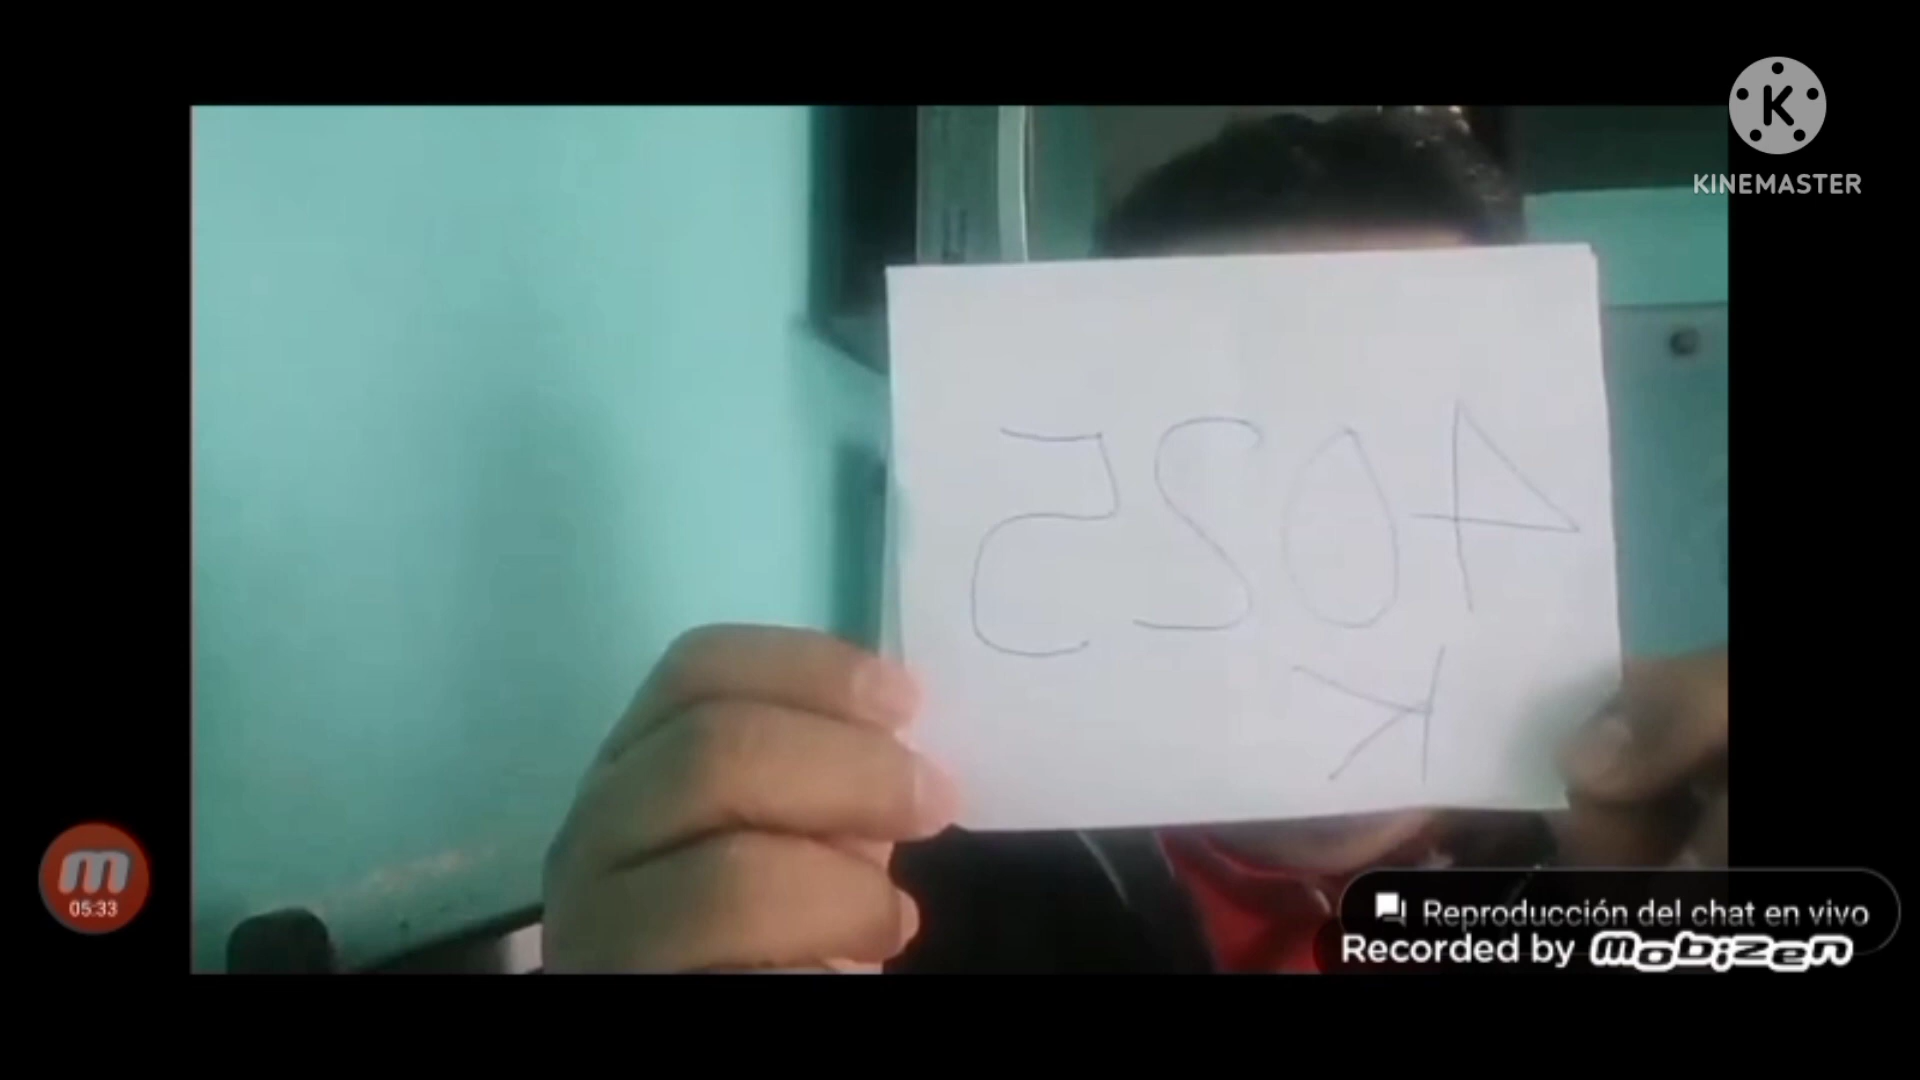 KINEMASTER
4025
K
05:33
Reproducción del chat en vivo
Recorded by mobizen